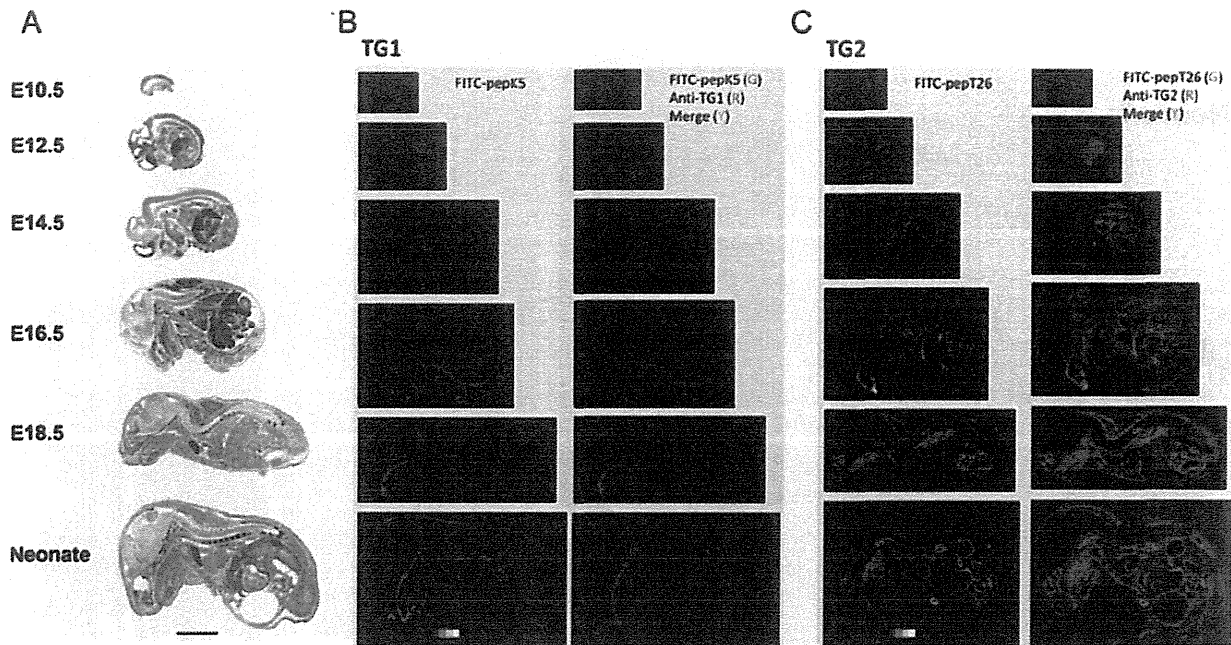 A
B
C
TG1
TG2
E10.5
E12.5
E14.5
E16.5
E18.5
Neonate
FITC-pepK5
FITC-pepK5 (G)
Anti-TG1 (R)
Merge (Y)
FITC-pepT26
FITC-pepT26 (G)
Anti-TG2 (R)
Merge (Y)